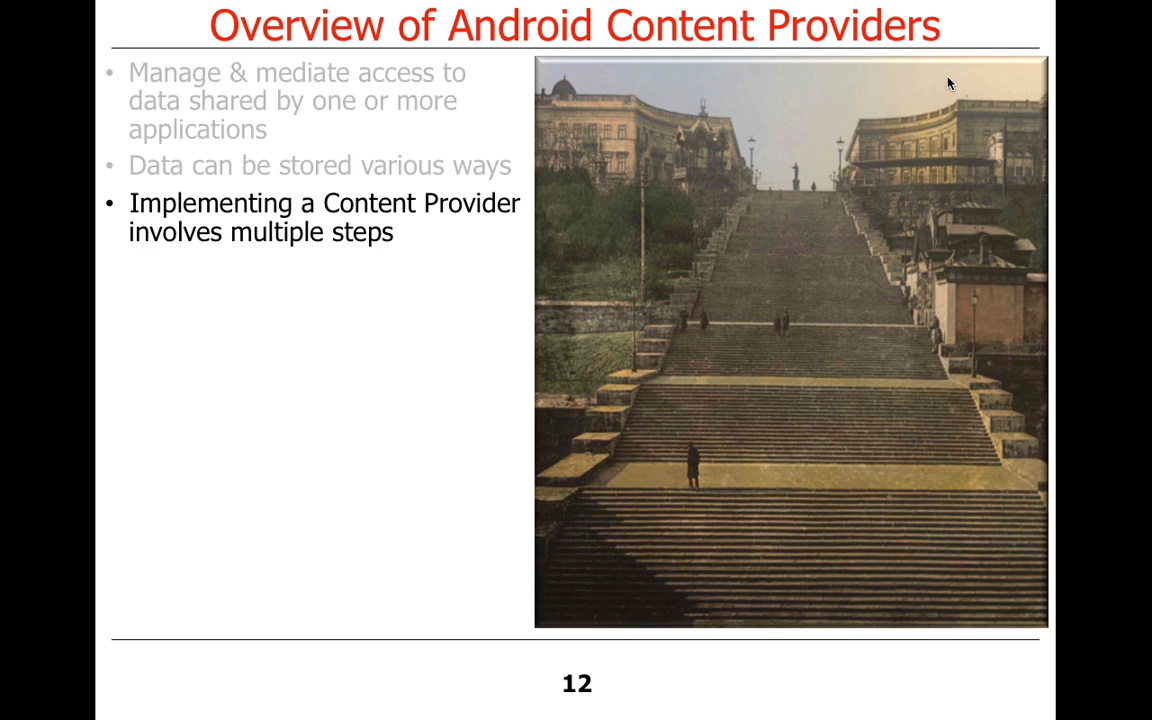 Overview of Android Content Providers
• Manage & mediate access to
data shared by one or more
applications
• Data can be stored various ways
• Implementing a Content Provider
involves multiple steps
12